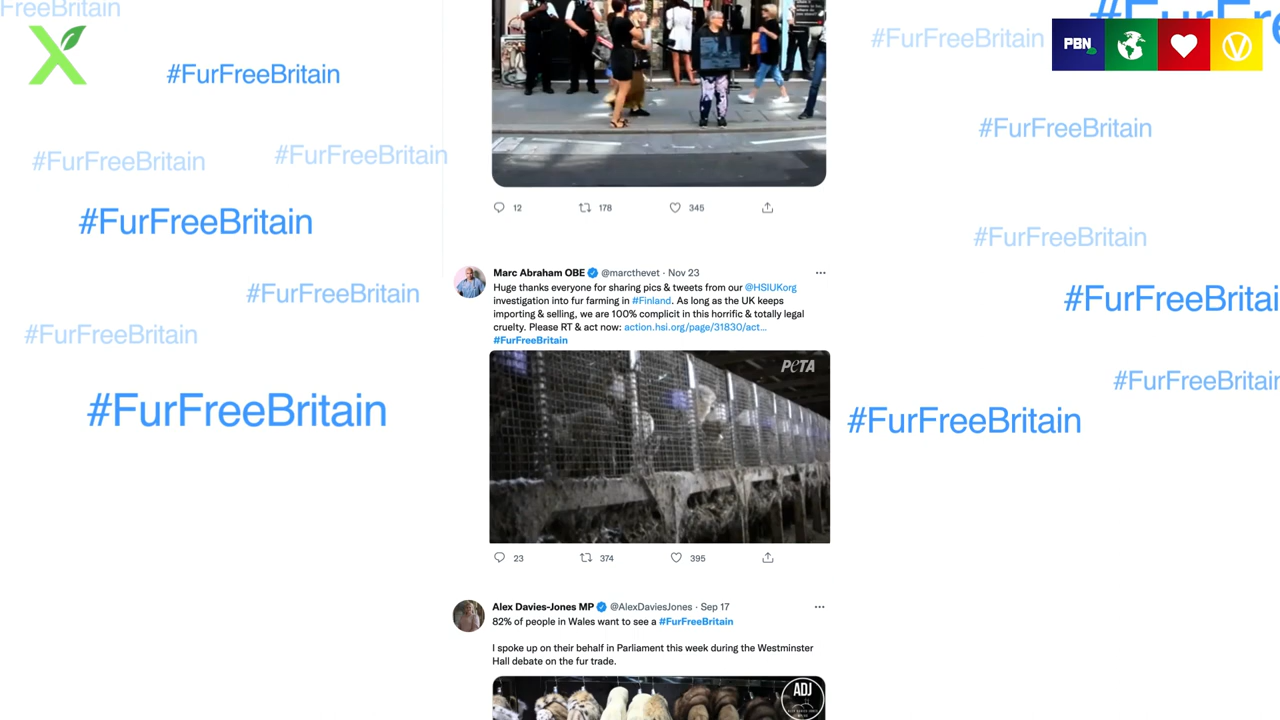 FreeBritain
#FurFreeBritain
#FurFreeBritain
#FurFreeBritain
#FurFreeBritain
#FurFreeBritain
#FurFreeBritain
#FurFreeBritain
12 178 345
Marc Abraham OBE @marcthevet · Nov 23
Huge thanks everyone for sharing pics & tweets from our @HSIUKorg
investigation into fur farming in #Finland. As long as the UK keeps
importing & selling, we are 100% complicit in this horrific & totally legal
cruelty. Please RT & act now: action.hsi.org/page/31830/act…
#FurFreeBritain
PETA
23 374 395
Alex Davies-Jones MP @AlexDaviesJones · Sep 17
82% of people in Wales want to see a #FurFreeBritain
I spoke up on their behalf in Parliament this week during the Westminster
Hall debate on the fur trade.
ADJ
#FurFre
#FurFreeBritain
PBN
V
#FurFreeBritain
#FurFreeBritain
#FurFreeBritai
#FurFreeBritain
#FurFreeBritain